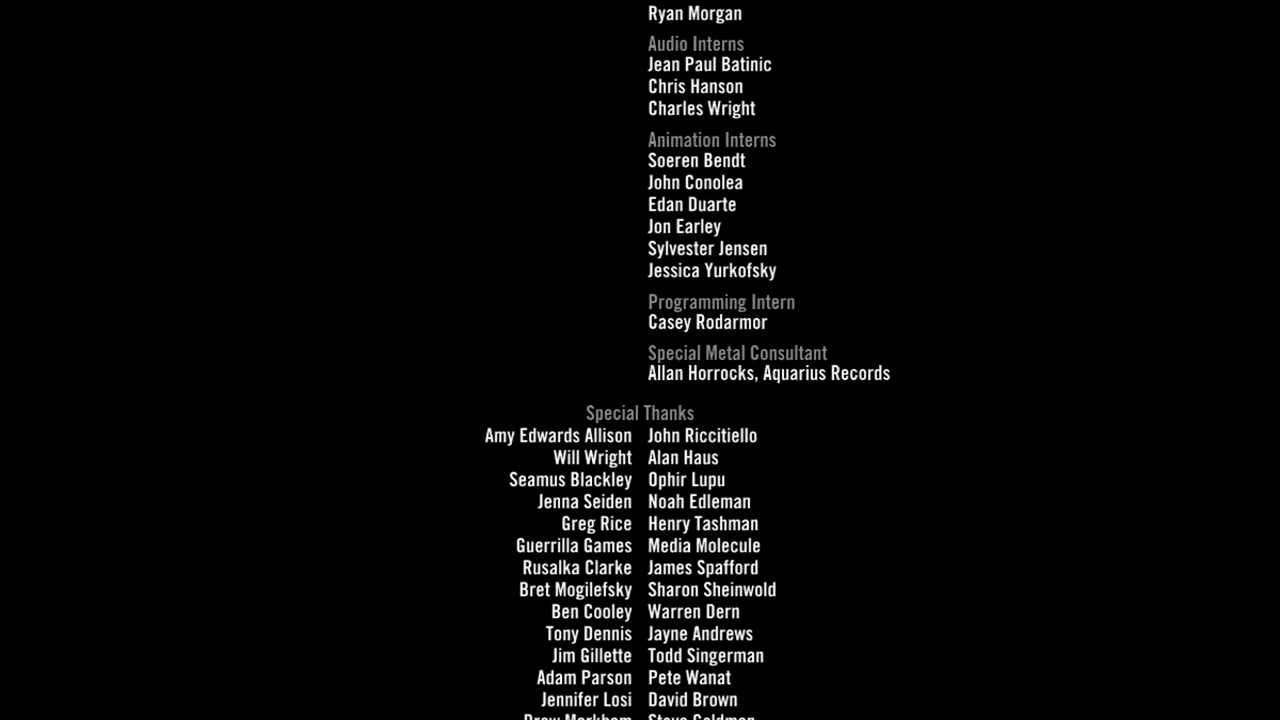 Ryan Morgan
Audio Interns
Jean Paul Batinic
Chris Hanson
Charles Wright
Animation Interns
Soeren Bendt
John Conolea
Edan Duarte
Jon Earley
Sylvester Jensen
Jessica Yurkofsky
Programming Intern
Casey Rodarmor
Special Metal Consultant
Allan Horrocks, Aquarius Records
Special Thanks
Amy Edwards Allison John Riccitiello
Will Wright Alan Haus
Seamus Blackley Ophir Lupu
Jenna Seiden Noah Edleman
Greg Rice Henry Tashman
Guerrilla Games Media Molecule
Rusalka Clarke James Spafford
Bret Mogilefsky Sharon Sheinwold
Ben Cooley Warren Dern
Tony Dennis Jayne Andrews
Jim Gillette Todd Singerman
Adam Parson Pete Wanat
Jennifer Losi David Brown
Drew Markham Steve Goldman